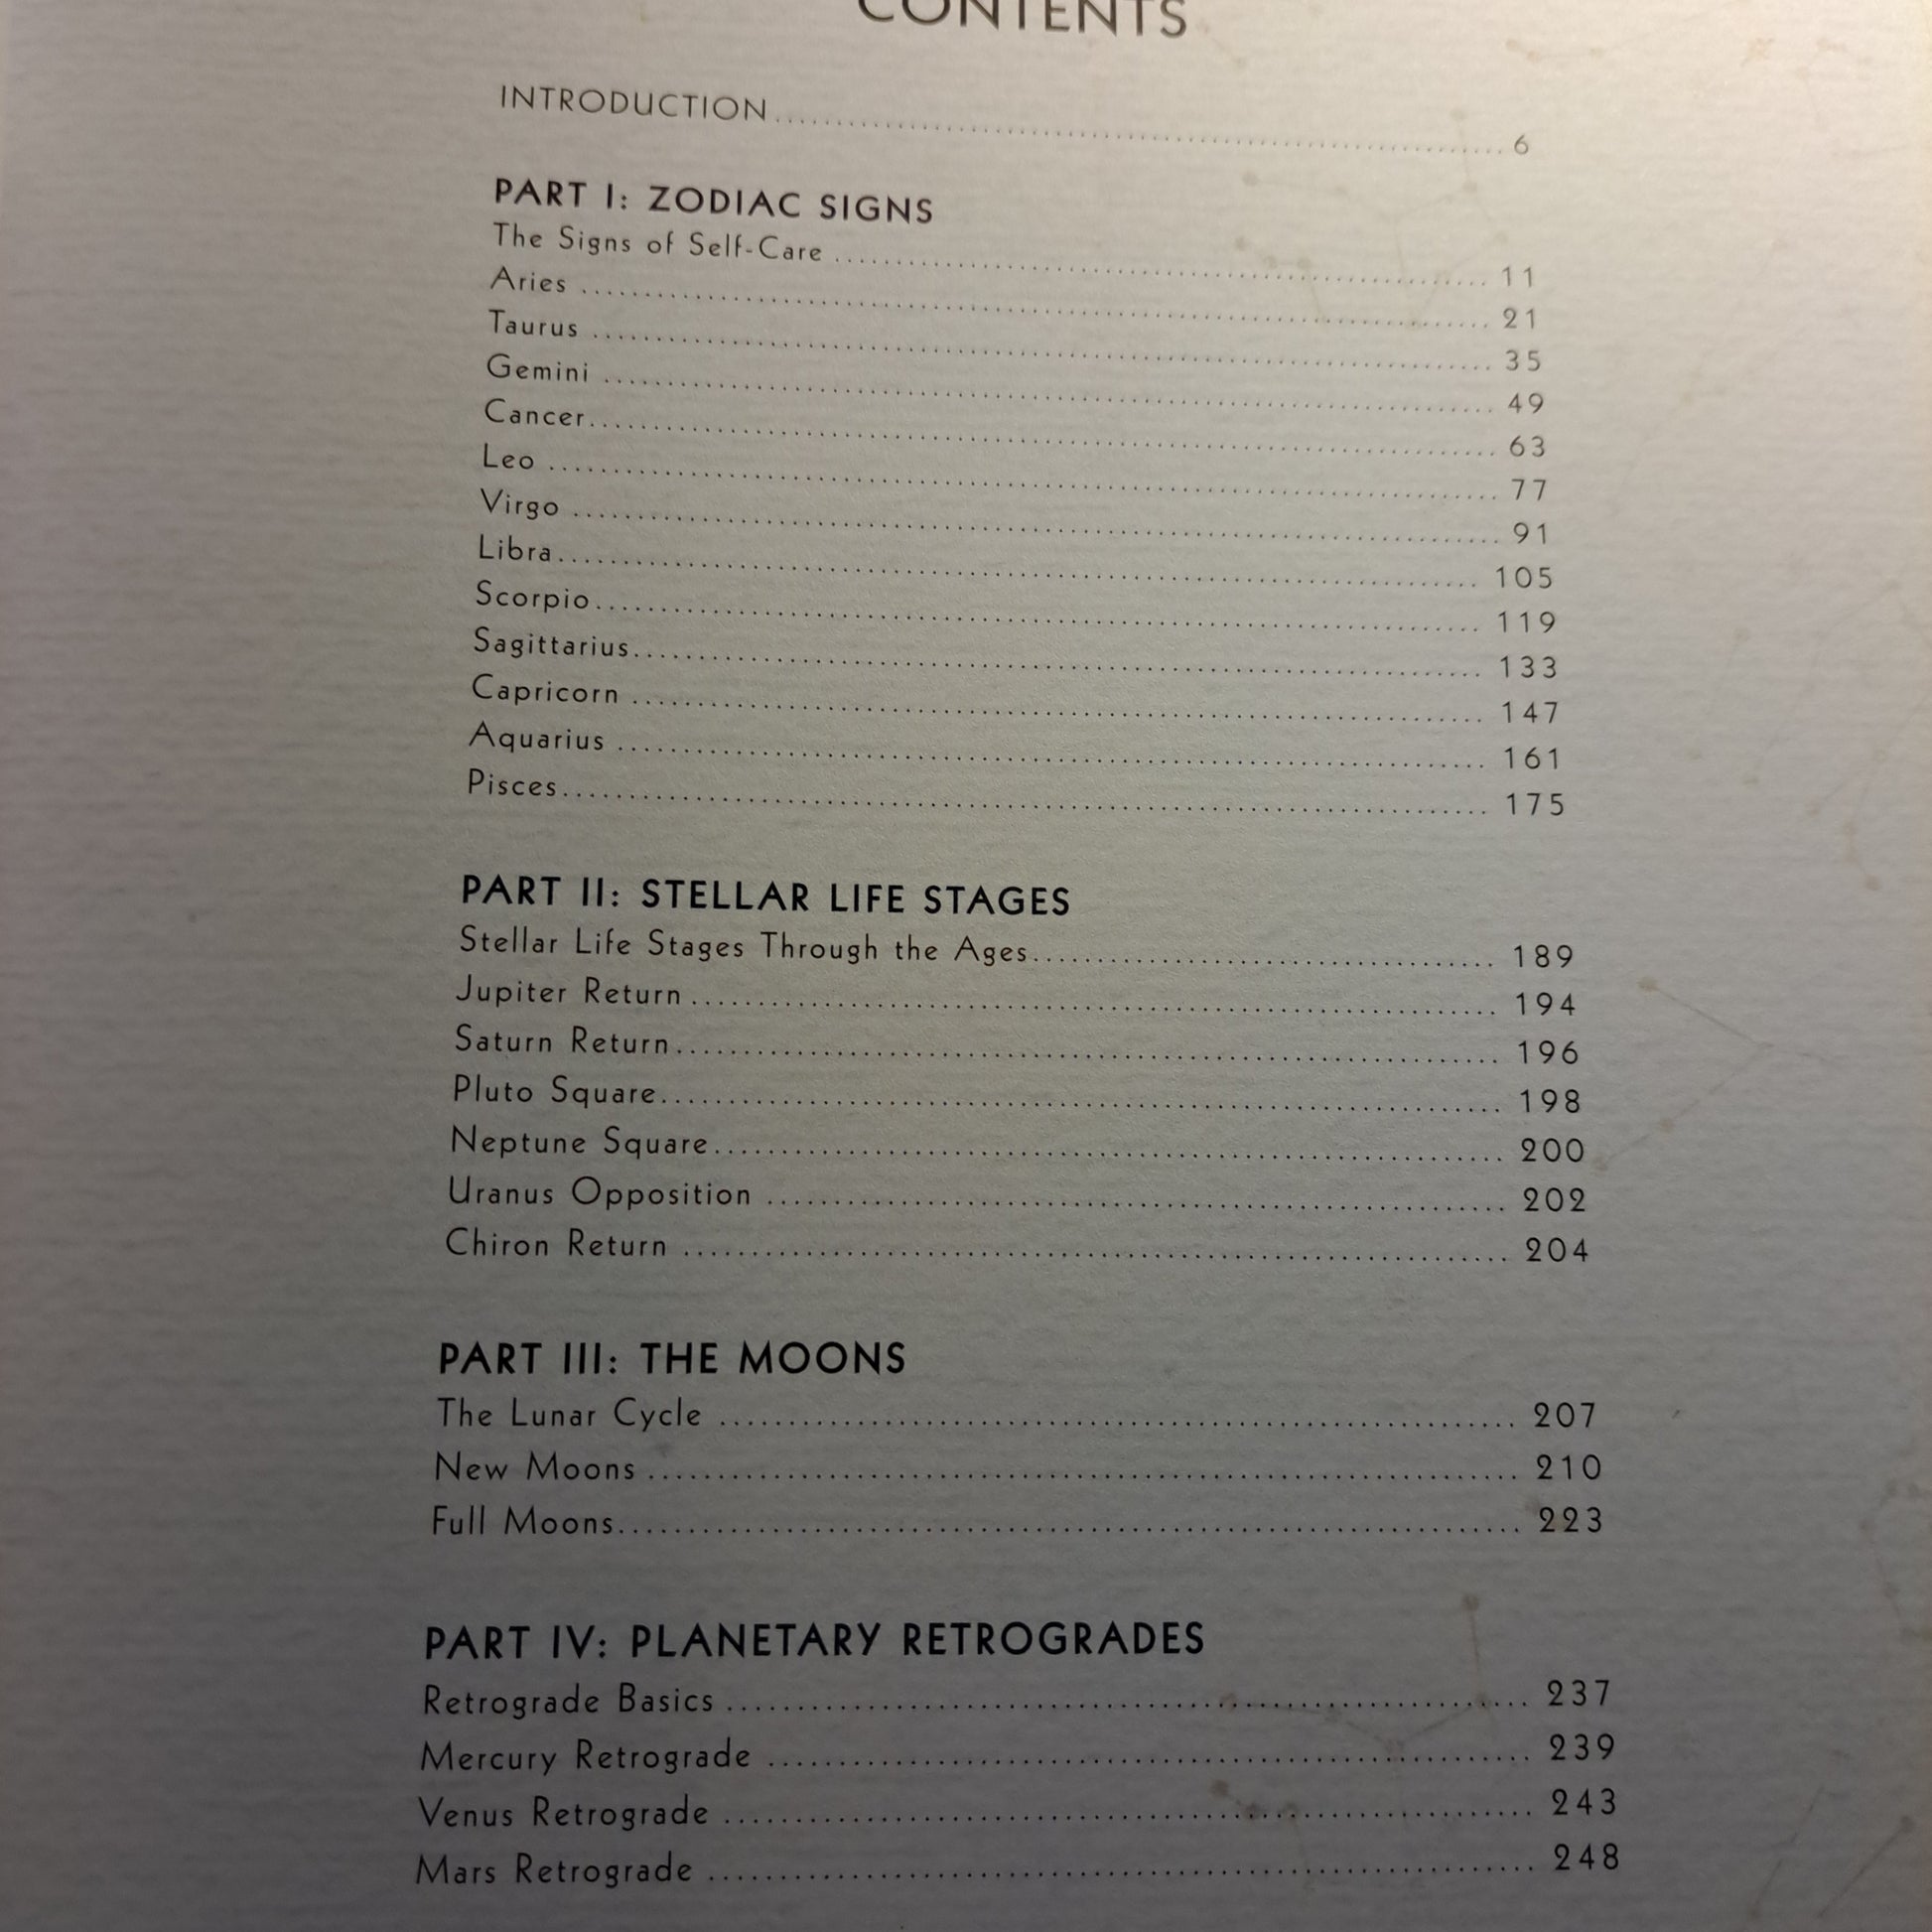 CONTENTS
INTRODUCTION.......... 6
PART I: ZODIAC SIGNS
The Signs of Self-Care .......... 11
Aries .......... 21
Taurus .......... 35
Gemini .......... 49
Cancer.......... 63
Leo .......... 77
Virgo .......... 91
Libra.......... 105
Scorpio.......... 119
Sagittarius.......... 133
Capricorn .......... 147
Aquarius .......... 161
Pisces.......... 175
PART II: STELLAR LIFE STAGES
Stellar Life Stages Through the Ages.......... 189
Jupiter Return .......... 194
Saturn Return.......... 196
Pluto Square.......... 198
Neptune Square.......... 200
Uranus Opposition .......... 202
Chiron Return .......... 204
PART III: THE MOONS
The Lunar Cycle .......... 207
New Moons .......... 210
Full Moons.......... 223
PART IV: PLANETARY RETROGRADES
Retrograde Basics .......... 237
Mercury Retrograde .......... 239
Venus Retrograde .......... 243
Mars Retrograde .......... 248